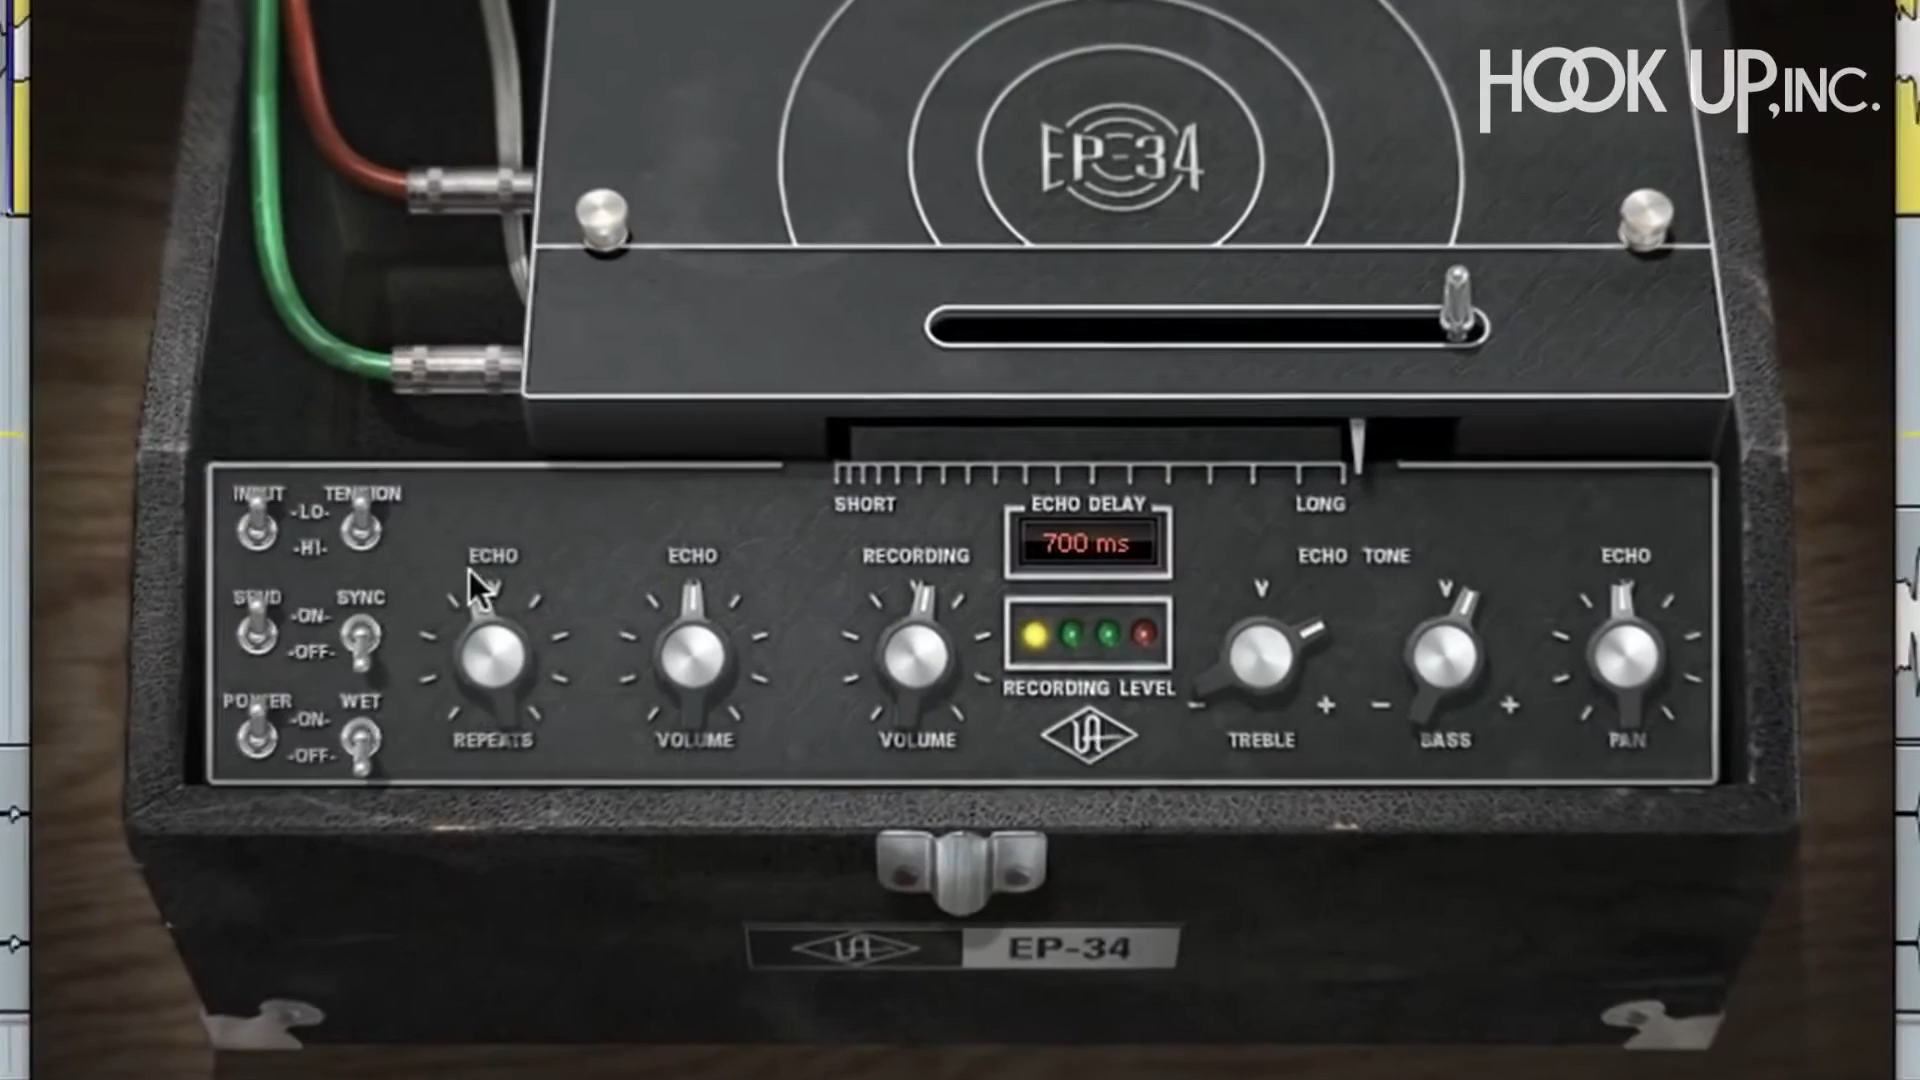 HOOK UP, INC.
EP-34
SHORT
LONG
ECHO DELAY
700 ms
INPUT
TENSION
-LO-
-HI-
SEND
SYNC
-ON-
-OFF-
POWER
WET
-ON-
-OFF-
ECHO
REPEATS
ECHO
VOLUME
RECORDING
VOLUME
RECORDING LEVEL
UA
ECHO TONE
- +
TREBLE
- +
BASS
ECHO
PAN
UA EP-34